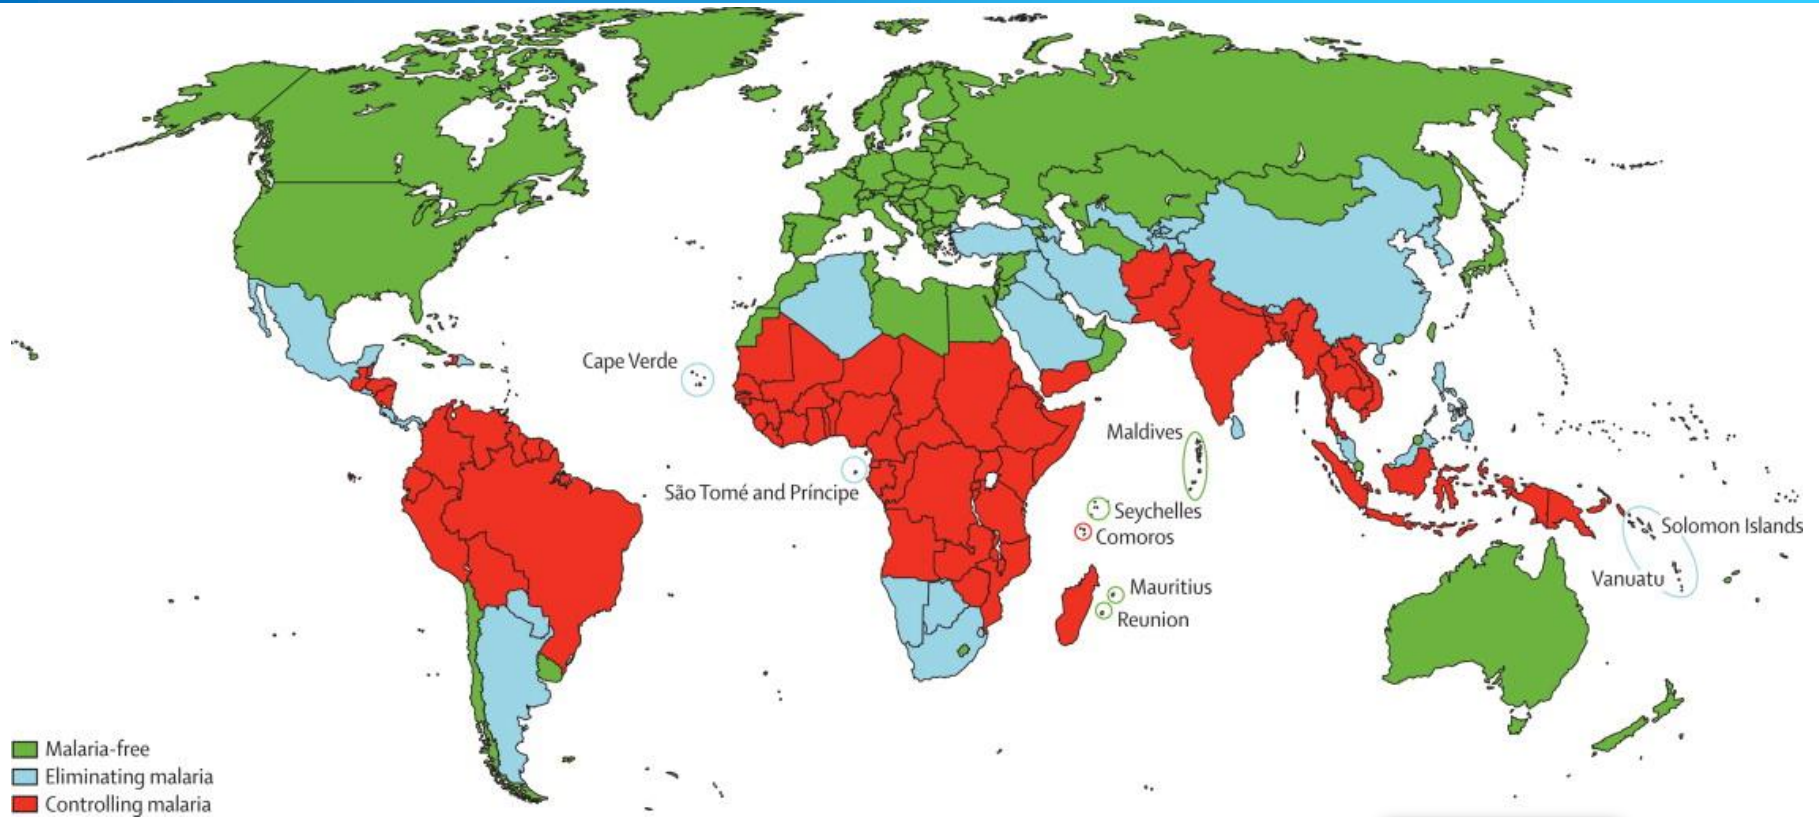 Cape Verde
Maldives
São Tomé and Príncipe
Seychelles
Comoros
Solomon Islands
Vanuatu
Mauritius
Reunion
Malaria-free
Eliminating malaria
Controlling malaria